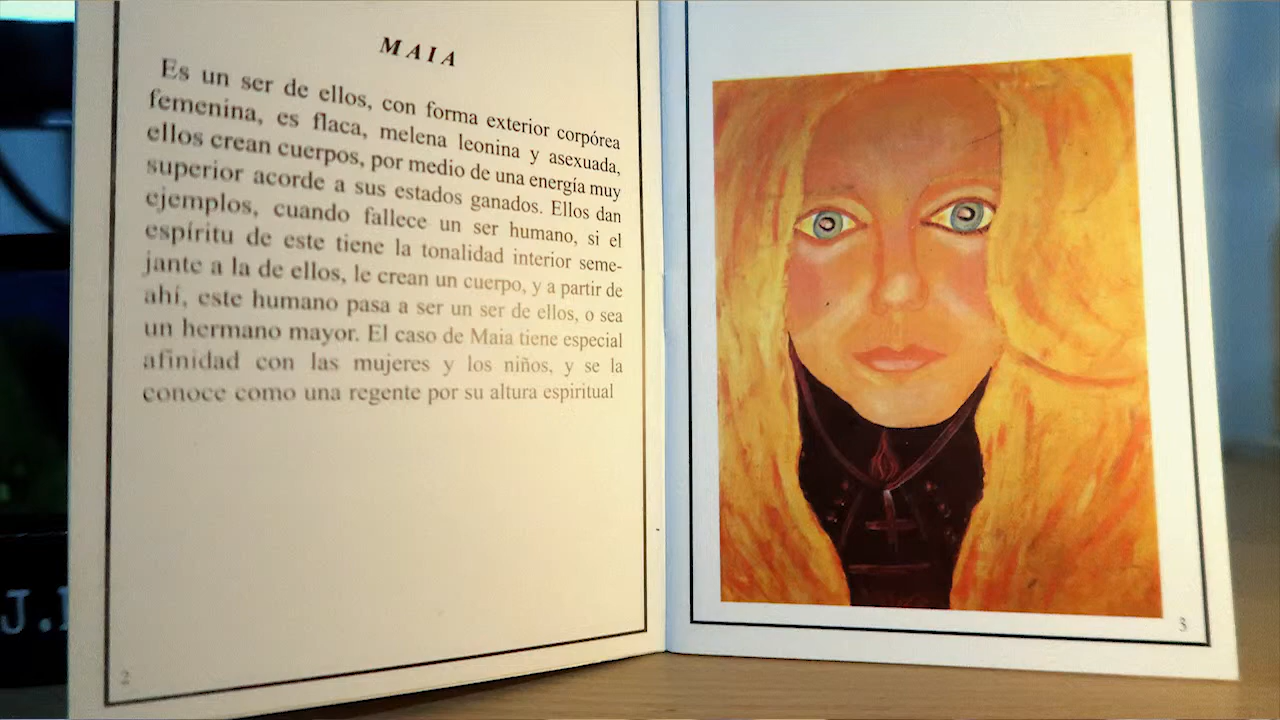 MAIA
Es un ser de ellos, con forma exterior corpórea
femenina, es flaca, melena leonina y asexuada,
ellos crean cuerpos, por medio de una energía muy
superior acorde a sus estados ganados. Ellos dan
ejemplos, cuando fallece un ser humano, si el
espíritu de este tiene la tonalidad interior seme-
jante a la de ellos, le crean un cuerpo, y a partir de
ahí, este humano pasa a ser un ser de ellos, o sea
un hermano mayor. El caso de Maia tiene especial
afinidad con las mujeres y los niños, y se la
conoce como una regente por su altura espiritual
2
3
J.